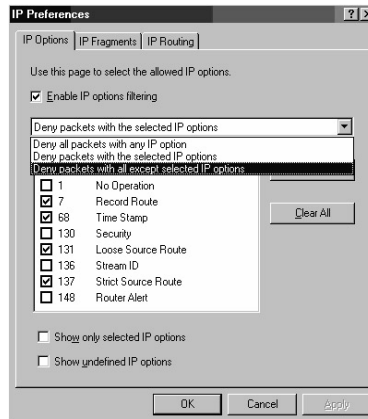 IP Preferences
IP Options IP Fragments IP Routing
Use this page to select the allowed IP options.
Enable IP options filtering
Deny packets with the selected IP options
Deny all packets with any IP option
Deny packets with the selected IP options
Deny packets with all except selected IP options
1 No Operation
7 Record Route
68 Time Stamp
Clear All
130 Security
131 Loose Source Route
136 Stream ID
137 Strict Source Route
148 Router Alert
Show only selected IP options
Show undefined IP options
OK Cancel Apply